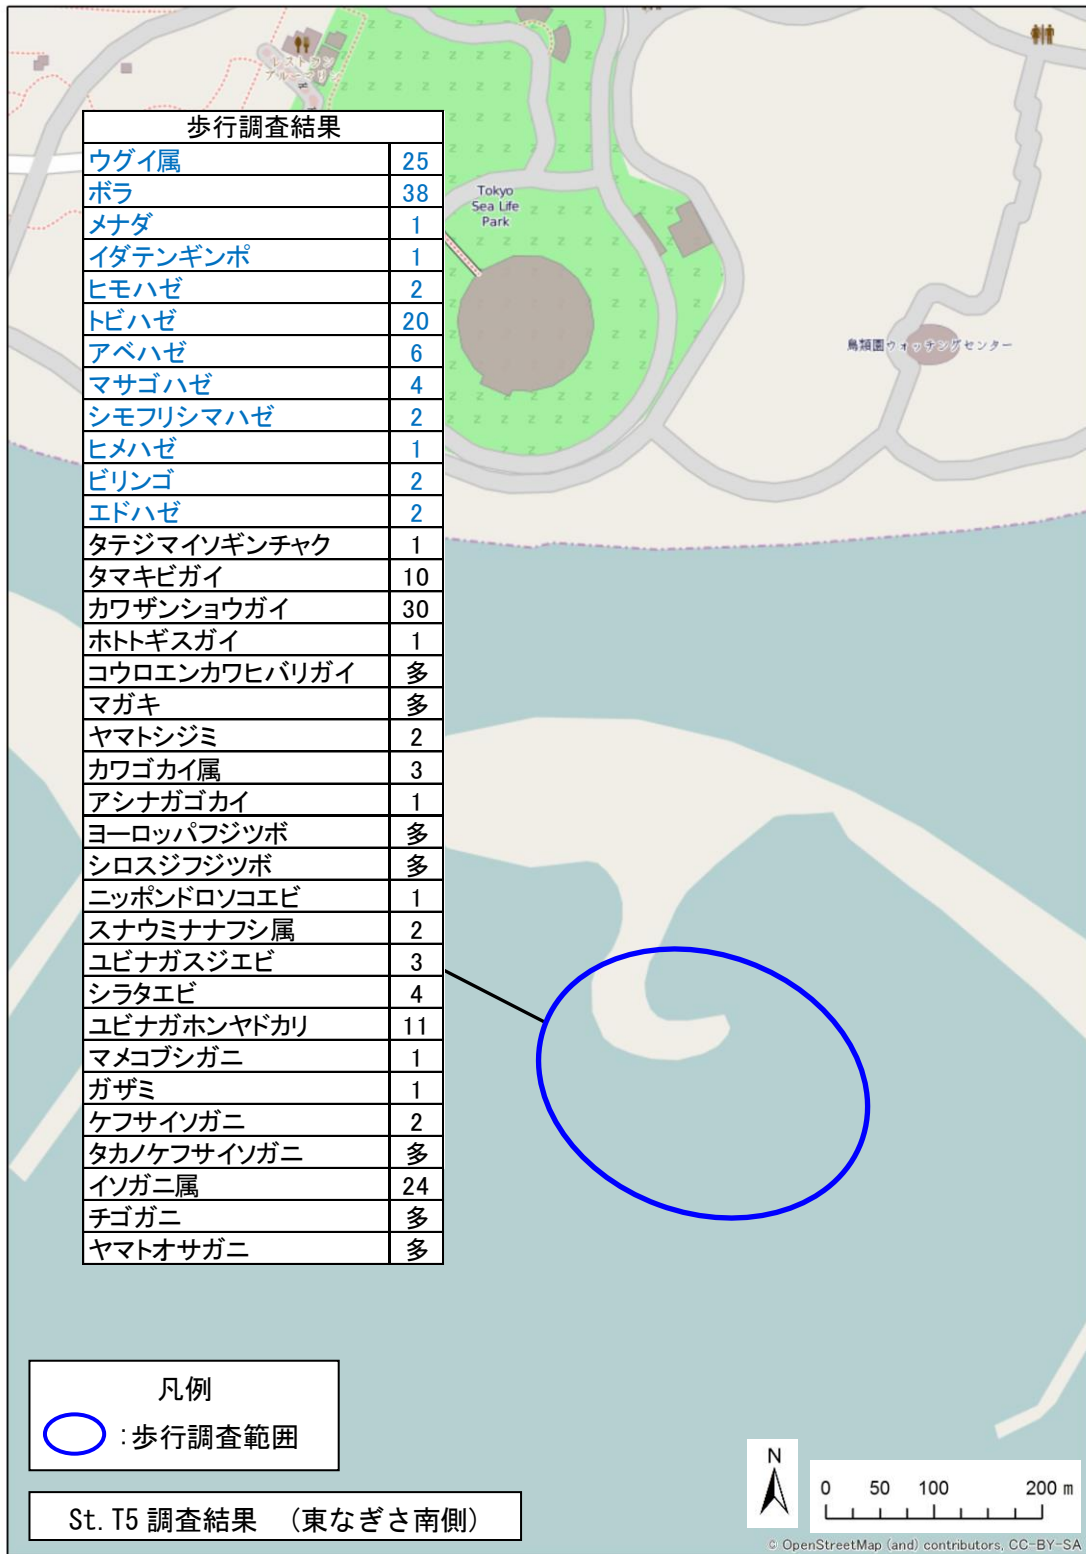 レストラン
ブルーマリン
Tokyo
Sea Life
Park
鳥類園ウォッチングセンター
歩行調査結果
ウグイ属 25
ボラ 38
メナダ 1
イダテンギンポ 1
ヒモハゼ 2
トビハゼ 20
アベハゼ 6
マサゴハゼ 4
シモフリシマハゼ 2
ヒメハゼ 1
ビリンゴ 2
エドハゼ 2
タテジマイソギンチャク 1
タマキビガイ 10
カワザンショウガイ 30
ホトトギスガイ 1
コウロエンカワヒバリガイ 多
マガキ 多
ヤマトシジミ 2
カワゴカイ属 3
アシナガゴカイ 1
ヨーロッパフジツボ 多
シロスジフジツボ 多
ニッポンドロソコエビ 1
スナウミナナフシ属 2
ユビナガスジエビ 3
シラタエビ 4
ユビナガホンヤドカリ 11
マメコブシガニ 1
ガザミ 1
ケフサイソガニ 2
タカノケフサイソガニ 多
イソガニ属 24
チゴガニ 多
ヤマトオサガニ 多
凡例
：歩行調査範囲
St. T5 調査結果 （東なぎさ南側）
N
0 50 100 200 m
© OpenStreetMap (and) contributors, CC-BY-SA